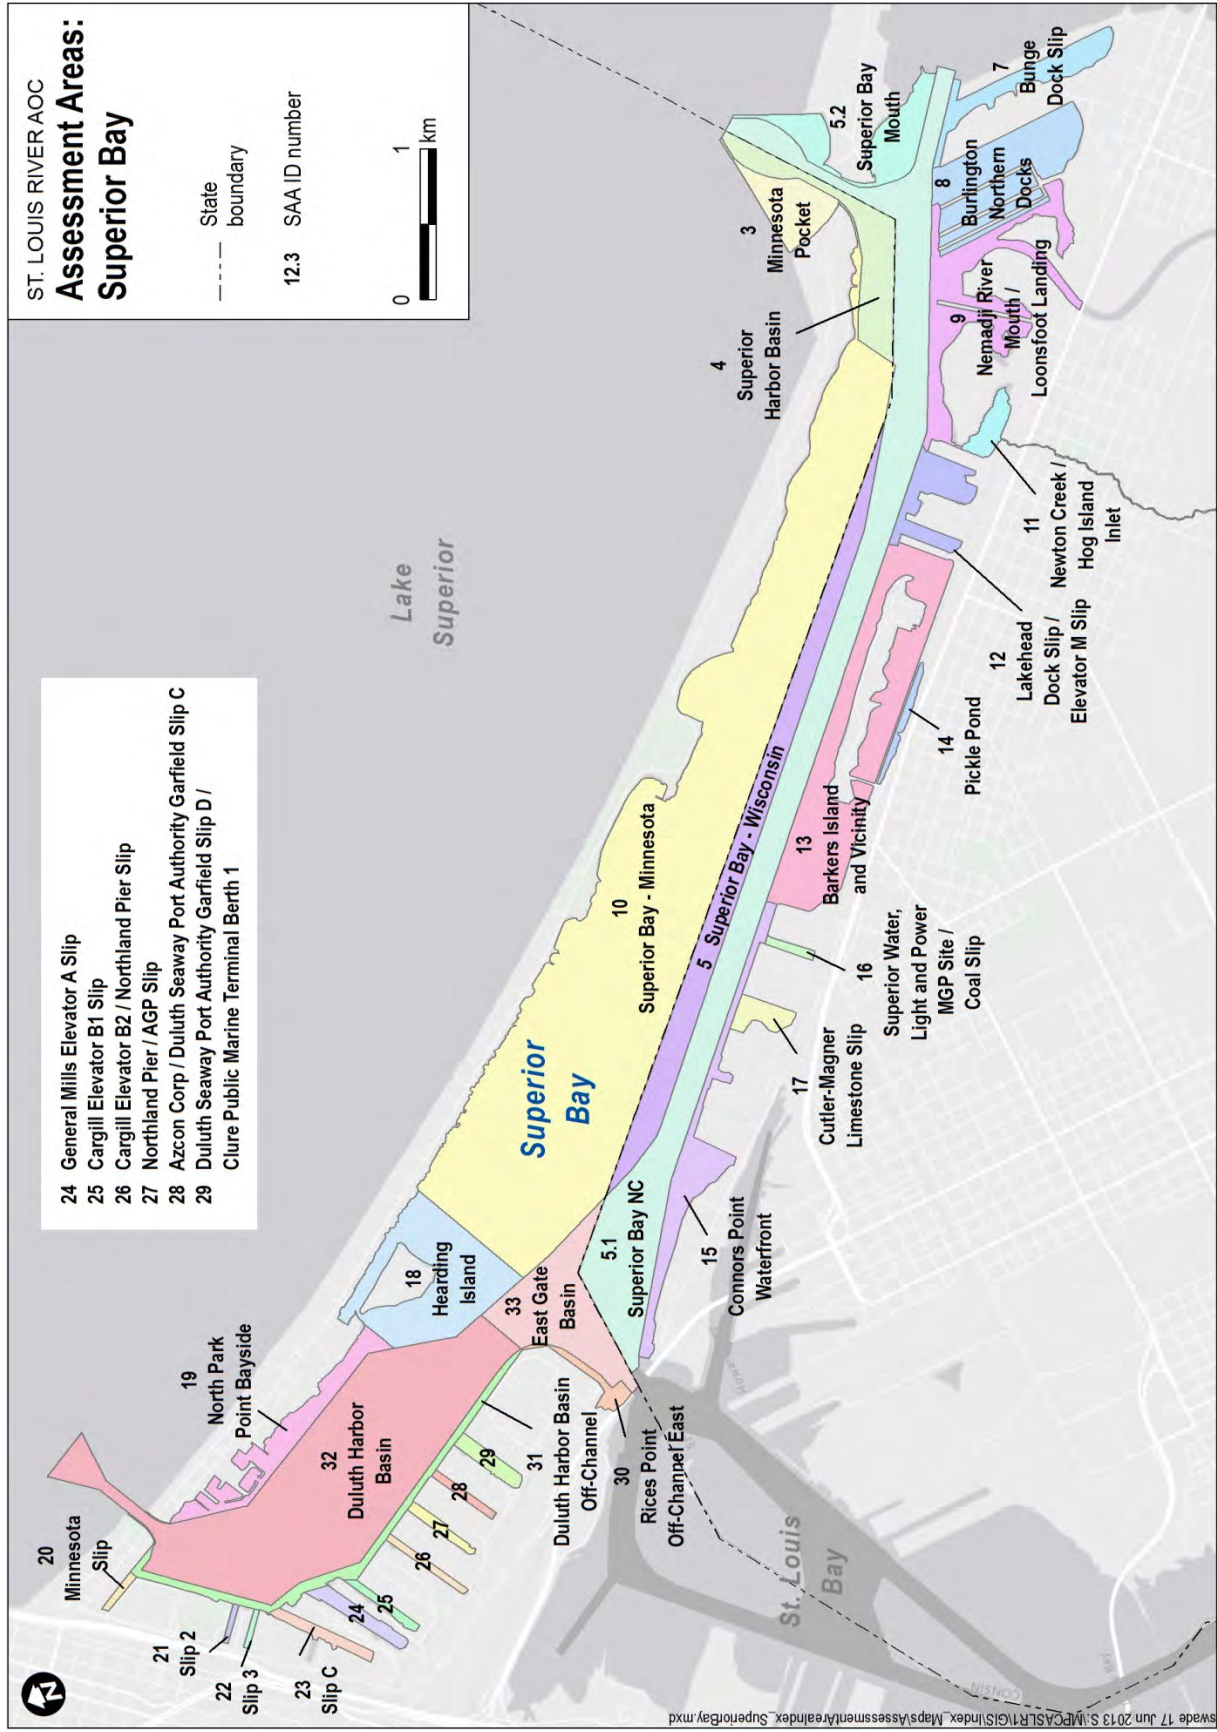 ST. LOUIS RIVER AOC
Assessment Areas:
Superior Bay
State
boundary
12.3 SAA ID number
0 1
km
24 General Mills Elevator A Slip
25 Cargill Elevator B1 Slip
26 Cargill Elevator B2 / Northland Pier Slip
27 Northland Pier / AGP Slip
28 Azcon Corp / Duluth Seaway Port Authority Garfield Slip C
29 Duluth Seaway Port Authority Garfield Slip D /
Clure Public Marine Terminal Berth 1
N
Lake
Superior
20
Minnesota
Slip
21
Slip 2
22
Slip 3
23
Slip C
24
25
26
27
28
29
19
North Park
Point Bayside
32
Duluth Harbor
Basin
31
Duluth Harbor Basin
Off-Channel
30
Rices Point
Off-Channel East
18
Hearding
Island
33
East Gate
Basin
Superior
Bay
10
Superior Bay - Minnesota
5 Superior Bay - Wisconsin
5.1
Superior Bay NC
15
Connors Point
Waterfront
17
Cutler-Magner
Limestone Slip
16
Superior Water,
Light and Power
MGP Site /
Coal Slip
13
Barkers Island
and Vicinity
14
Pickle Pond
12
Lakehead
Dock Slip /
Elevator M Slip
11
Newton Creek /
Hog Island
Inlet
4
Superior
Harbor Basin
3
Minnesota
Pocket
5.2
Superior Bay
Mouth
7
Bunge
Dock Slip
8
Burlington
Northern
Docks
9
Nemadji River
Mouth /
Loonsfoot Landing
St. Louis
Bay
CONSIN
swade 17 Jun 2013 S:\MPCASLR1\GIS\Index_Maps\AssessmentAreaIndex_SuperiorBay.mxd